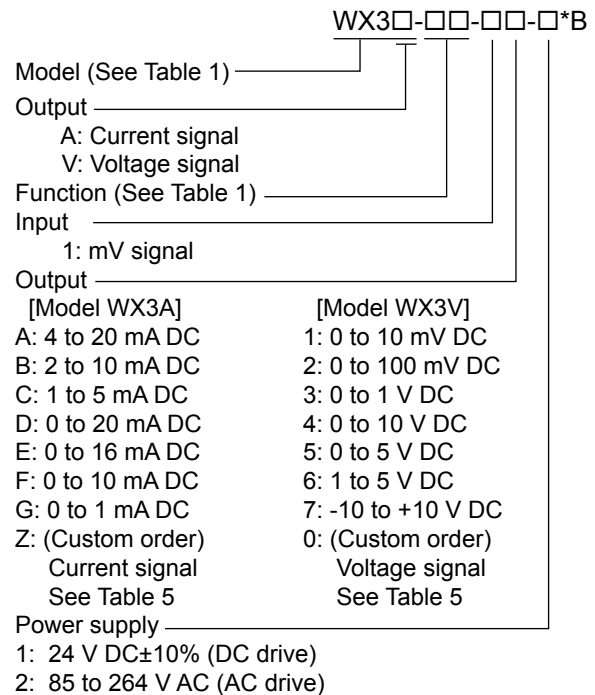 WX3□-□□-□□-□*B
Model (See Table 1)
Output
A: Current signal
V: Voltage signal
Function (See Table 1)
Input
1: mV signal
Output
[Model WX3A] [Model WX3V]
A: 4 to 20 mA DC 1: 0 to 10 mV DC
B: 2 to 10 mA DC 2: 0 to 100 mV DC
C: 1 to 5 mA DC 3: 0 to 1 V DC
D: 0 to 20 mA DC 4: 0 to 10 V DC
E: 0 to 16 mA DC 5: 0 to 5 V DC
F: 0 to 10 mA DC 6: 1 to 5 V DC
G: 0 to 1 mA DC 7: -10 to +10 V DC
Z: (Custom order) 0: (Custom order)
Current signal Voltage signal
See Table 5 See Table 5
Power supply
1: 24 V DC±10% (DC drive)
2: 85 to 264 V AC (AC drive)